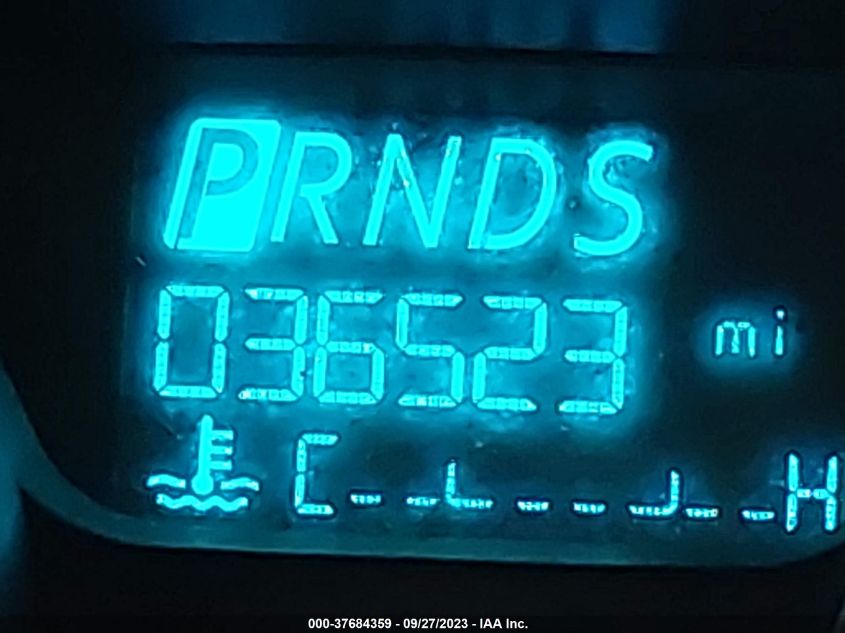 PRNDS
036523 mi
C H
000-37684359 - 09/27/2023 - IAA Inc.